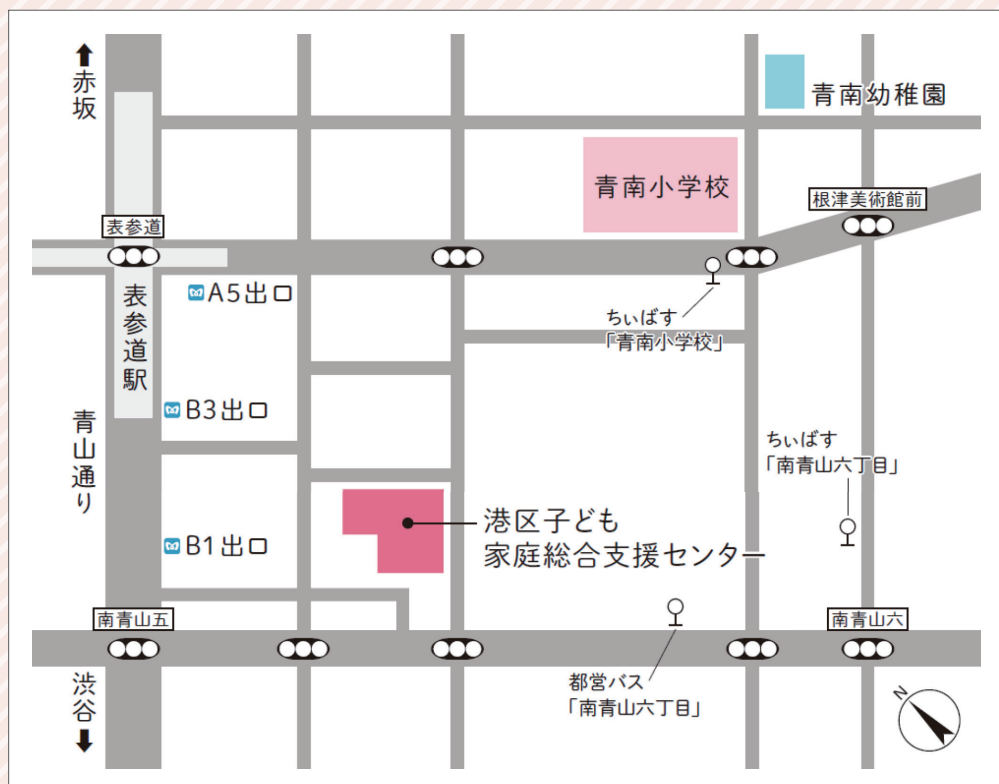 赤坂
青南幼稚園
青南小学校
根津美術館前
表参道
A5出口
表参道駅
ちぃばす
「青南小学校」
B3出口
青山通り
ちぃばす
「南青山六丁目」
港区子ども
家庭総合支援センター
B1出口
南青山五
南青山六
都営バス
「南青山六丁目」
渋谷
N